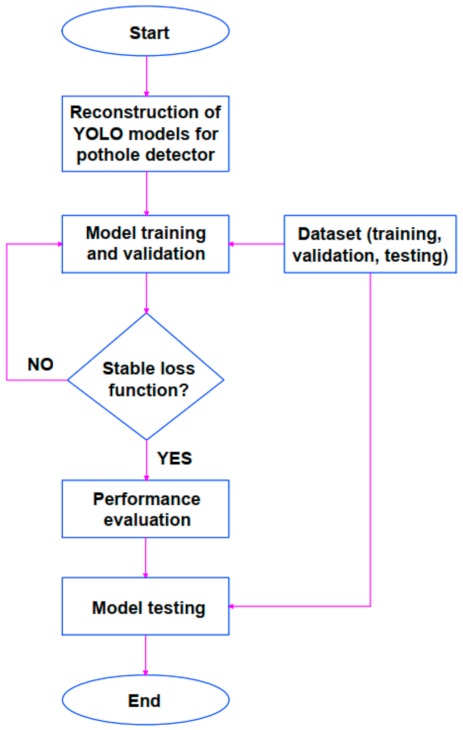 Start
Reconstruction of
YOLO models for
pothole detector
Model training
and validation
Dataset (training,
validation, testing)
Stable loss
function?
NO
YES
Performance
evaluation
Model testing
End